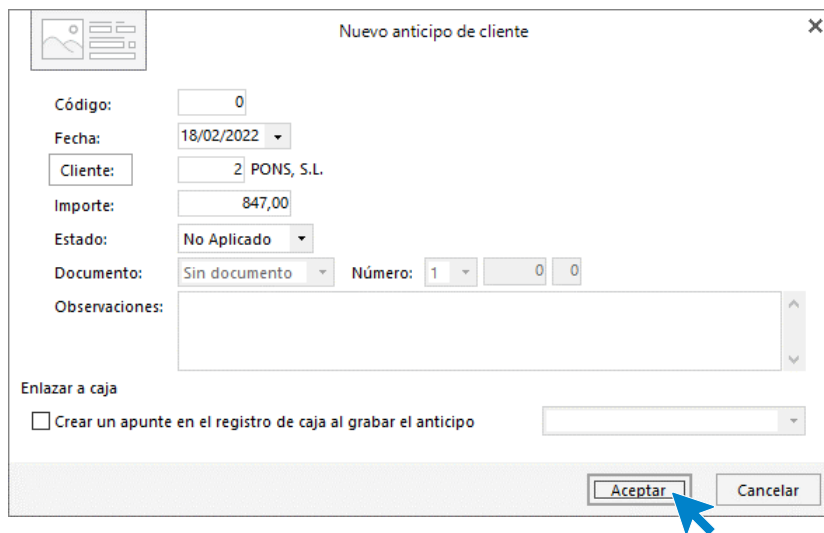 Nuevo anticipo de cliente
Código: 0
Fecha: 18/02/2022
Cliente: 2 PONS, S.L.
Importe: 847,00
Estado: No Aplicado
Documento: Sin documento Número: 1 0 0
Observaciones:
Enlazar a caja
Crear un apunte en el registro de caja al grabar el anticipo
Aceptar Cancelar